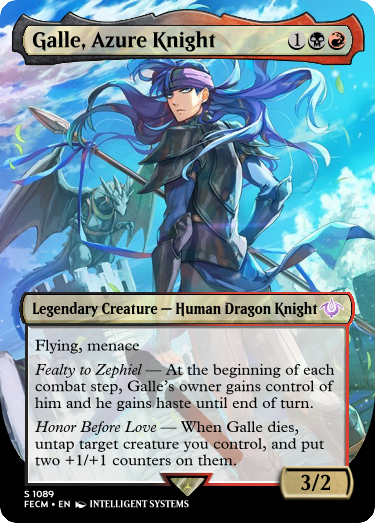 Galle, Azure Knight 1
Legendary Creature — Human Dragon Knight
Flying, menace
Fealty to Zephiel — At the beginning of each
combat step, Galle's owner gains control of
him and he gains haste until end of turn.
Honor Before Love — When Galle dies,
untap target creature you control, and put
two +1/+1 counters on them.
3/2
S 1089
FECM • EN INTELLIGENT SYSTEMS